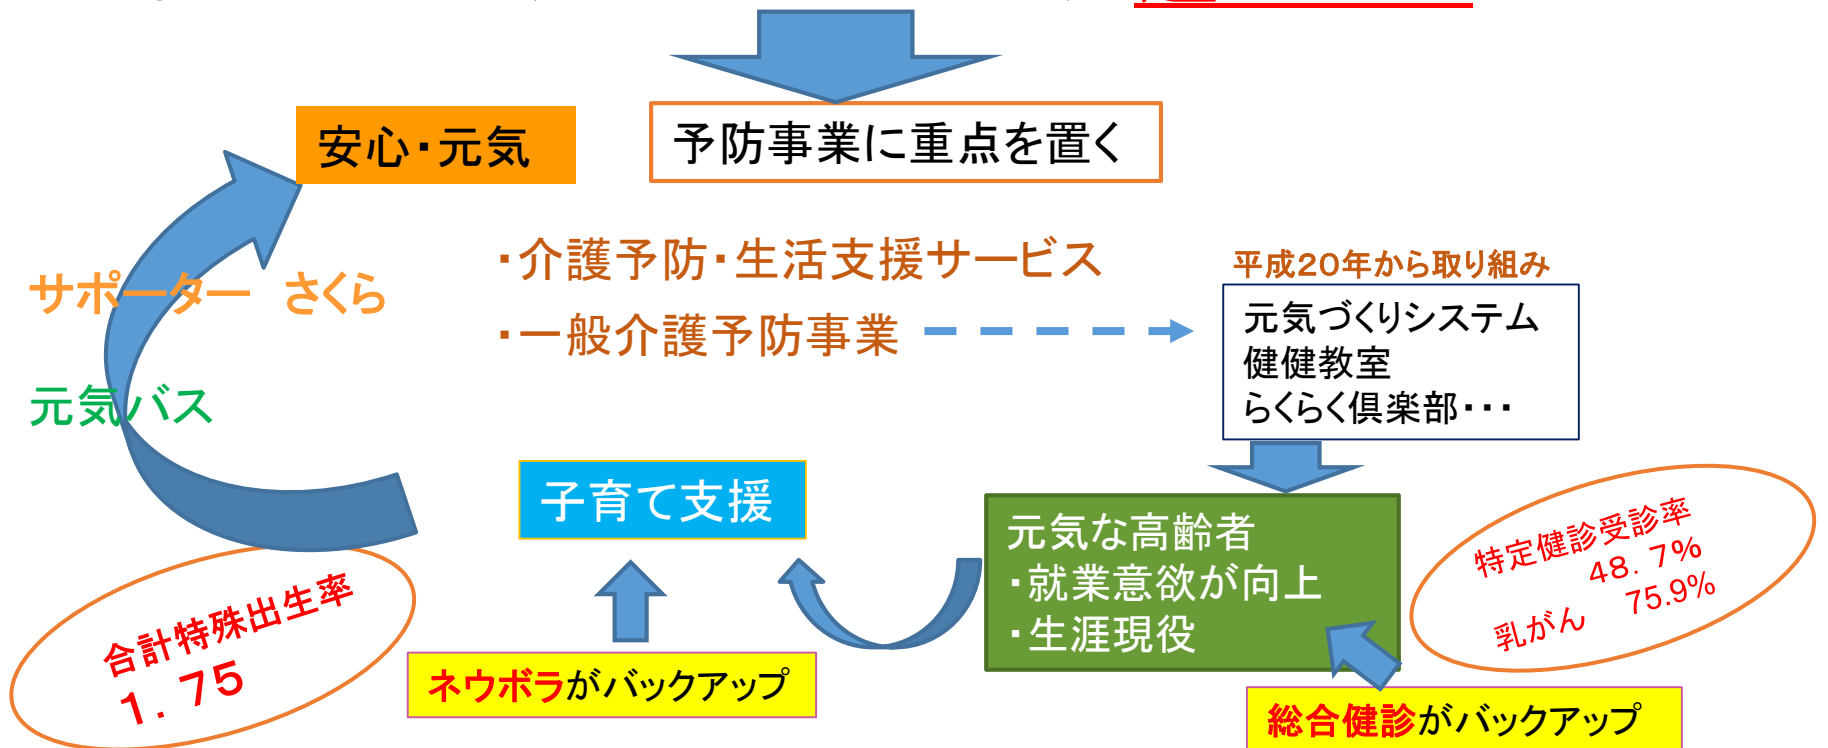 安心・元気
予防事業に重点を置く
・介護予防・生活支援サービス
・一般介護予防事業
平成20年から取り組み
元気づくりシステム
健健教室
らくらく倶楽部・・・
サポーター さくら
元気バス
子育て支援
元気な高齢者
・就業意欲が向上
・生涯現役
特定健診受診率
48.7%
乳がん 75.9%
合計特殊出生率
1.75
ネウボラがバックアップ
総合健診がバックアップ